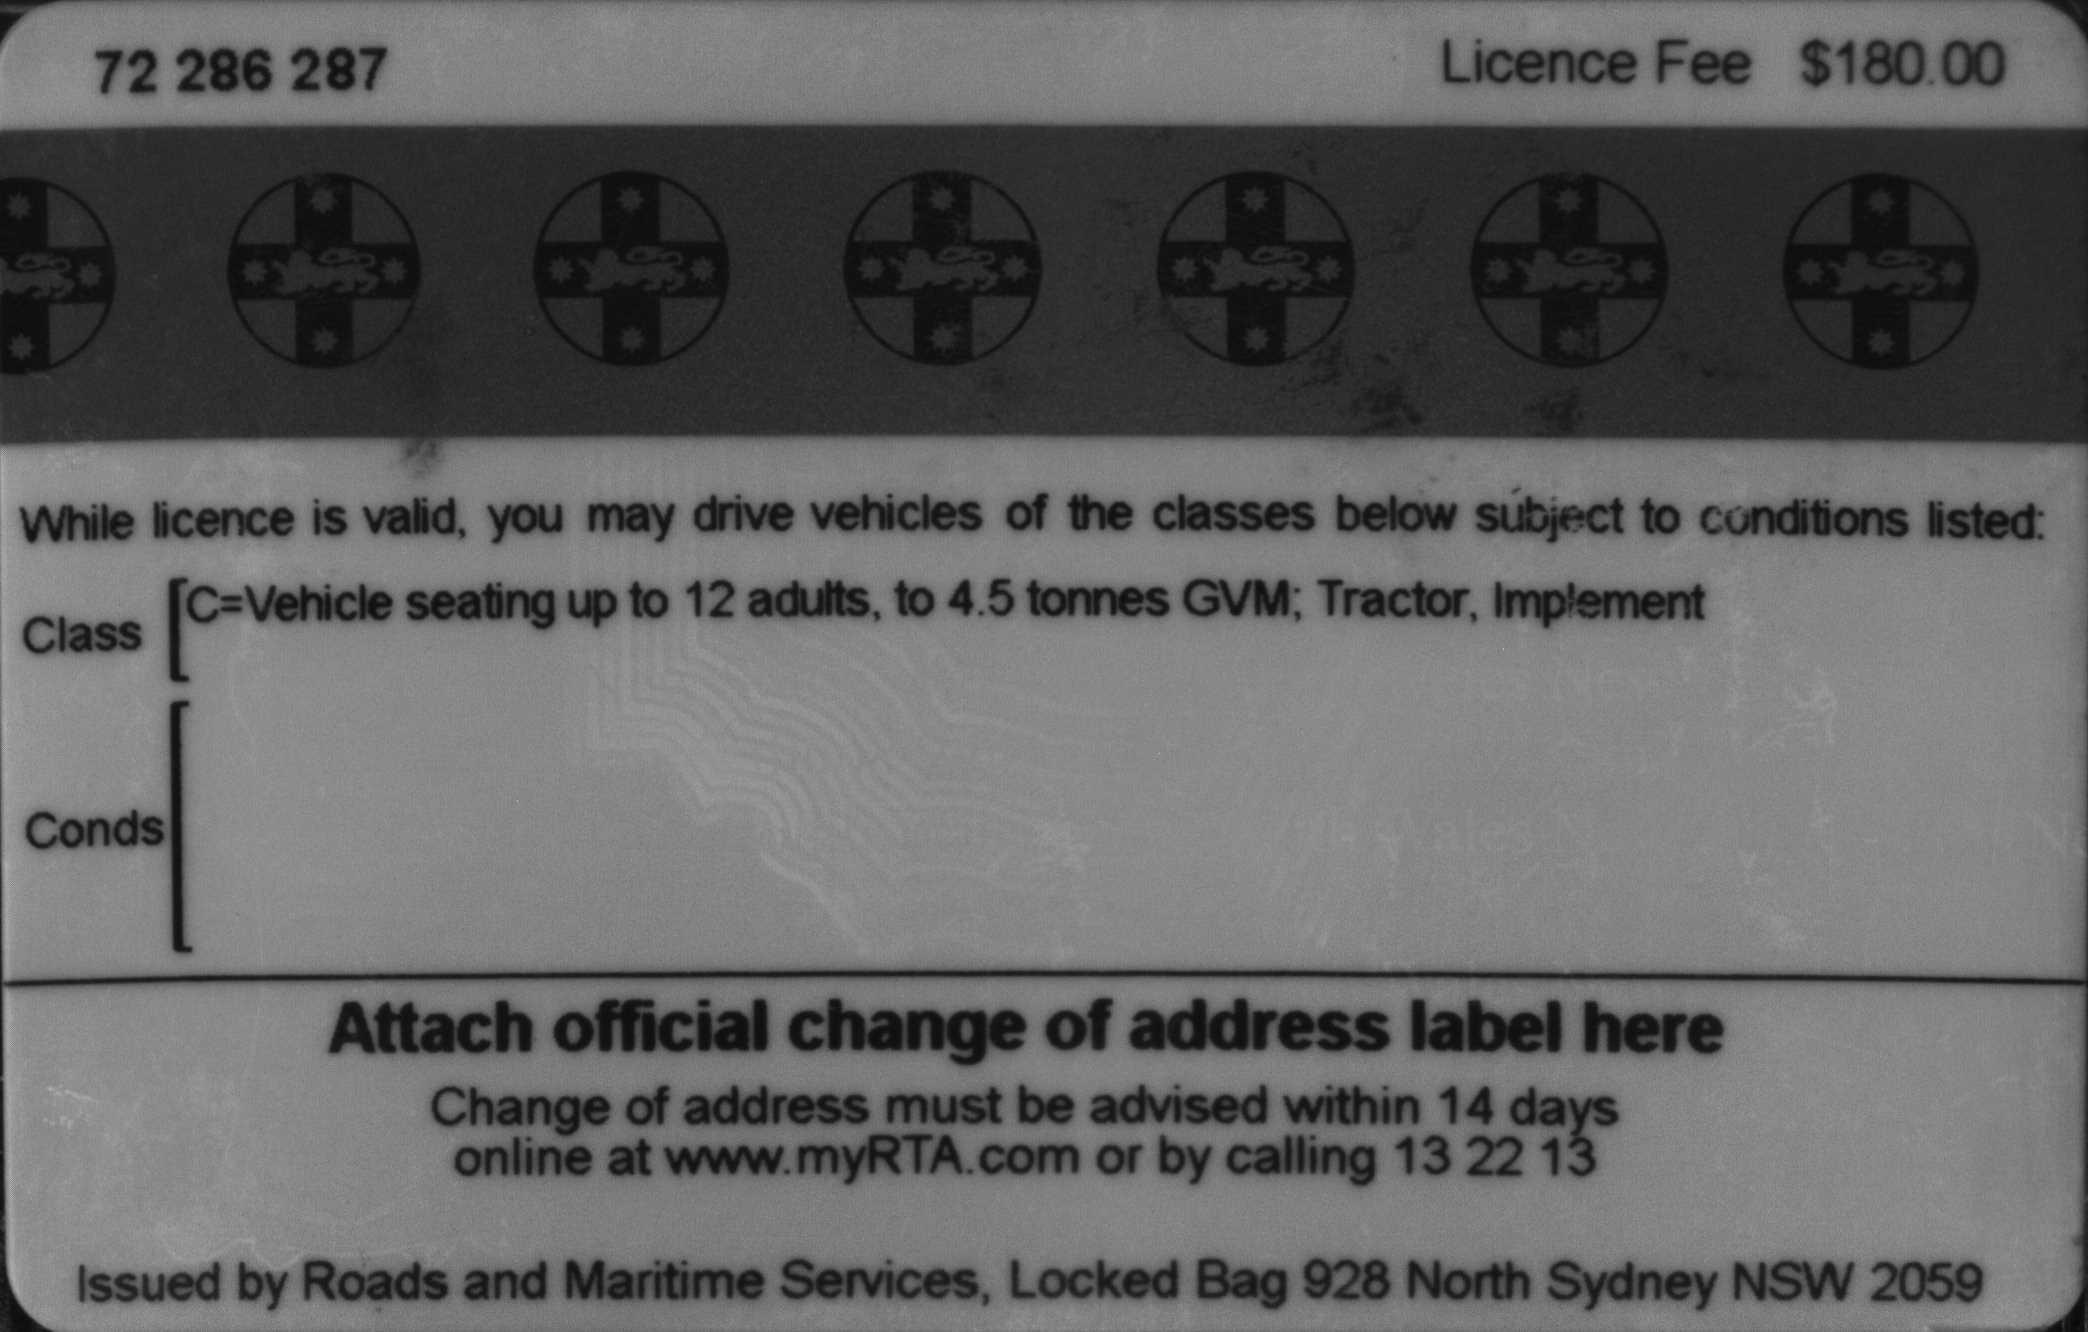 72 286 287
Licence Fee $180.00
While licence is valid, you may drive vehicles of the classes below subject to conditions listed:
Class
C=Vehicle seating up to 12 adults, to 4.5 tonnes GVM; Tractor, Implement
Conds
Attach official change of address label here
Change of address must be advised within 14 days
online at www.myRTA.com or by calling 13 22 13
Issued by Roads and Maritime Services, Locked Bag 928 North Sydney NSW 2059